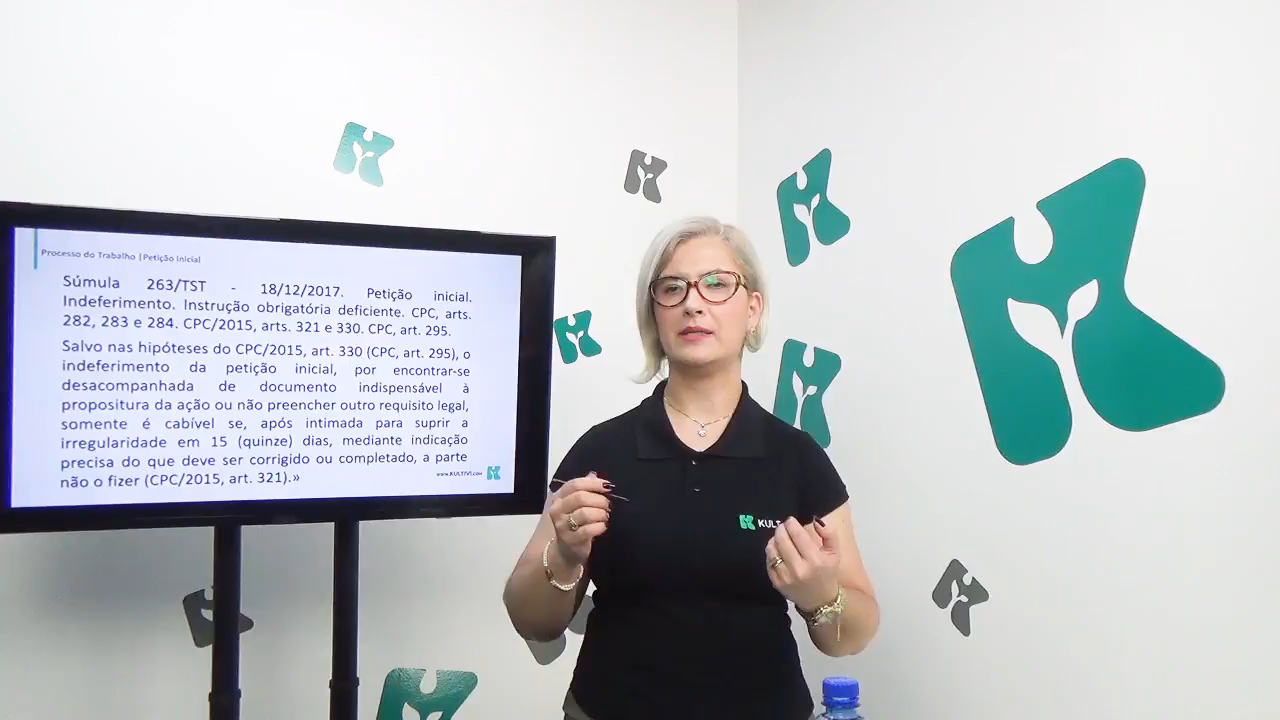 Processo do Trabalho | Petição Inicial
Súmula 263/TST - 18/12/2017. Petição inicial.
Indeferimento. Instrução obrigatória deficiente. CPC, arts.
282, 283 e 284. CPC/2015, arts. 321 e 330. CPC, art. 295.
Salvo nas hipóteses do CPC/2015, art. 330 (CPC, art. 295), o
indeferimento da petição inicial, por encontrar-se
desacompanhada de documento indispensável à
propositura da ação ou não preencher outro requisito legal,
somente é cabível se, após intimada para suprir a
irregularidade em 15 (quinze) dias, mediante indicação
precisa do que deve ser corrigido ou completado, a parte
não o fizer (CPC/2015, art. 321).»
www.KULTIVI.com